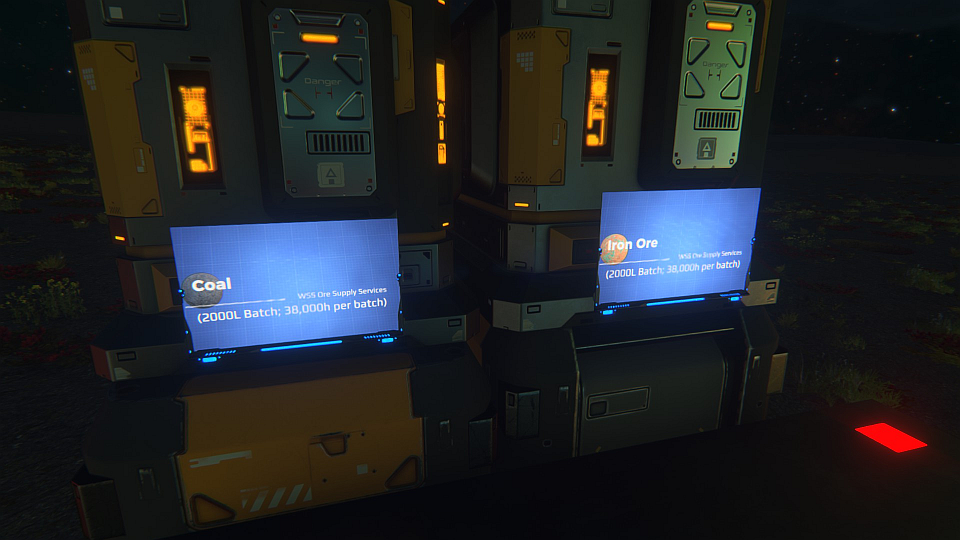 Danger
Danger
Coal
WSS Ore Supply Services
(2000L Batch; 38,000h per batch)
Iron Ore
WSS Ore Supply Services
(2000L Batch; 38,000h per batch)